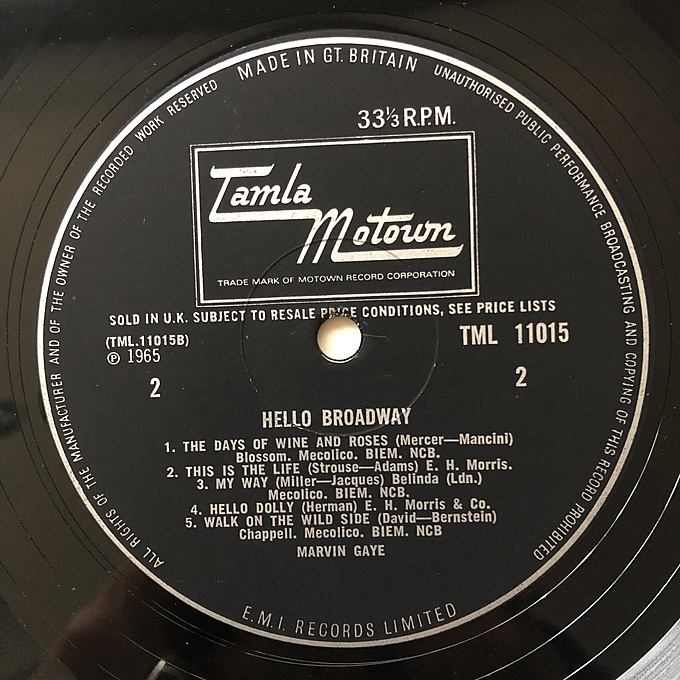 MADE IN GT. BRITAIN
UNAUTHORISED PUBLIC PERFORMANCE BROADCASTING AND COPYING OF THIS RECORD PROHIBITED
ALL RIGHTS OF THE MANUFACTURER AND OF THE OWNER OF THE RECORDED WORK RESERVED
33⅓ R.P.M.
Tamla
Motown
TRADE MARK OF MOTOWN RECORD CORPORATION
SOLD IN U.K. SUBJECT TO RESALE PRICE CONDITIONS, SEE PRICE LISTS
(TML.11015B) TML 11015
℗ 1965
2 2
HELLO BROADWAY
1. THE DAYS OF WINE AND ROSES (Mercer—Mancini)
Blossom. Mecolico. BIEM. NCB.
2. THIS IS THE LIFE (Strouse—Adams) E. H. Morris.
3. MY WAY (Miller—Jacques) Belinda (Ldn.)
Mecolico. BIEM. NCB.
4. HELLO DOLLY (Herman) E. H. Morris & Co.
5. WALK ON THE WILD SIDE (David—Bernstein)
Chappell. Mecolico. BIEM. NCB
MARVIN GAYE
E.M.I. RECORDS LIMITED